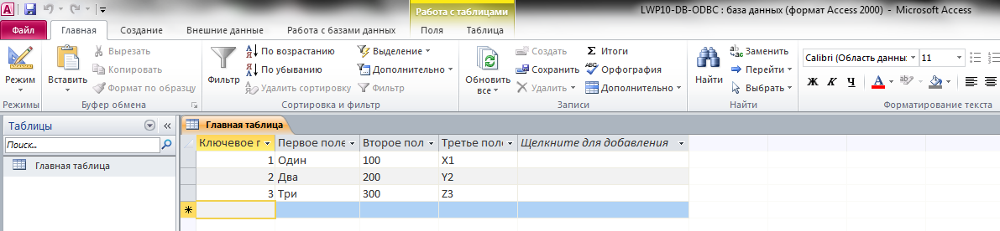 Работа с таблицами
LWP10-DB-ODBC : база данных (формат Access 2000) - Microsoft Access
Файл Главная Создание Внешние данные Работа с базами данных Поля Таблица
Режим
Режимы
Вставить
Вырезать
Копировать
Формат по образцу
Буфер обмена
Фильтр
По возрастанию
По убыванию
Удалить сортировку
Выделение
Дополнительно
Фильтр
Сортировка и фильтр
Обновить
все
Создать
Сохранить
Удалить
Итоги
Орфография
Дополнительно
Записи
Найти
Заменить
Перейти
Выбрать
Найти
Calibri (Область данных 11
Ж К Ч А
Форматирование текста
Таблицы
Поиск...
Главная таблица
Главная таблица
Ключевое г Первое поле Второе пол Третье пол Щелкните для добавления
1 Один 100 X1
2 Два 200 Y2
3 Три 300 Z3